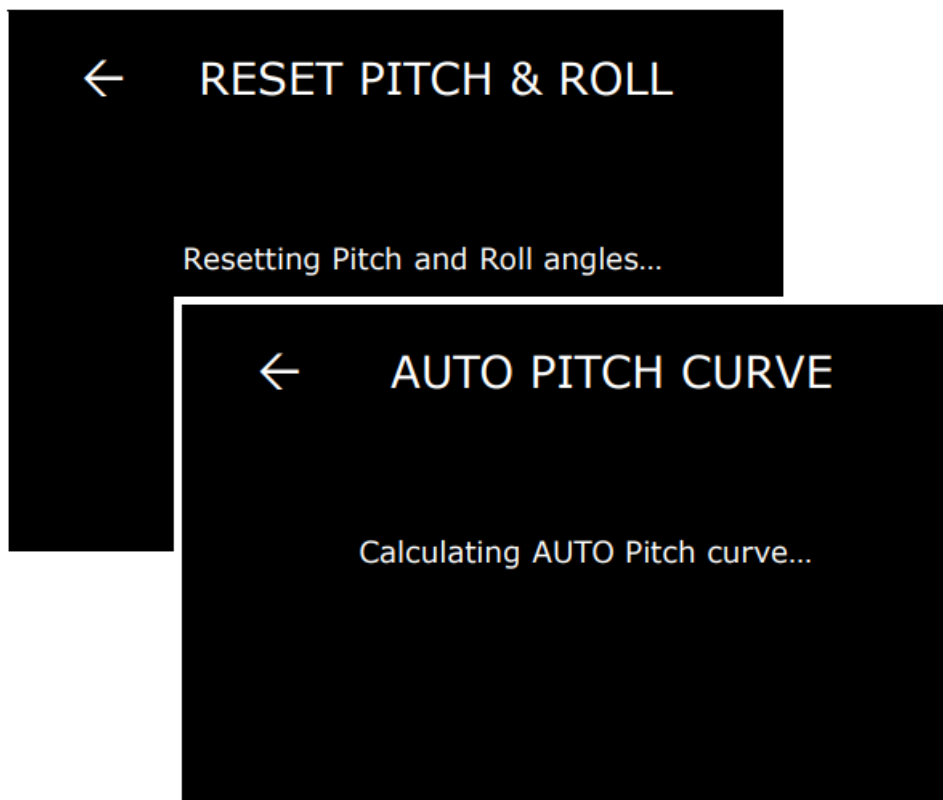 ← RESET PITCH & ROLL
Resetting Pitch and Roll angles...
← AUTO PITCH CURVE
Calculating AUTO Pitch curve...